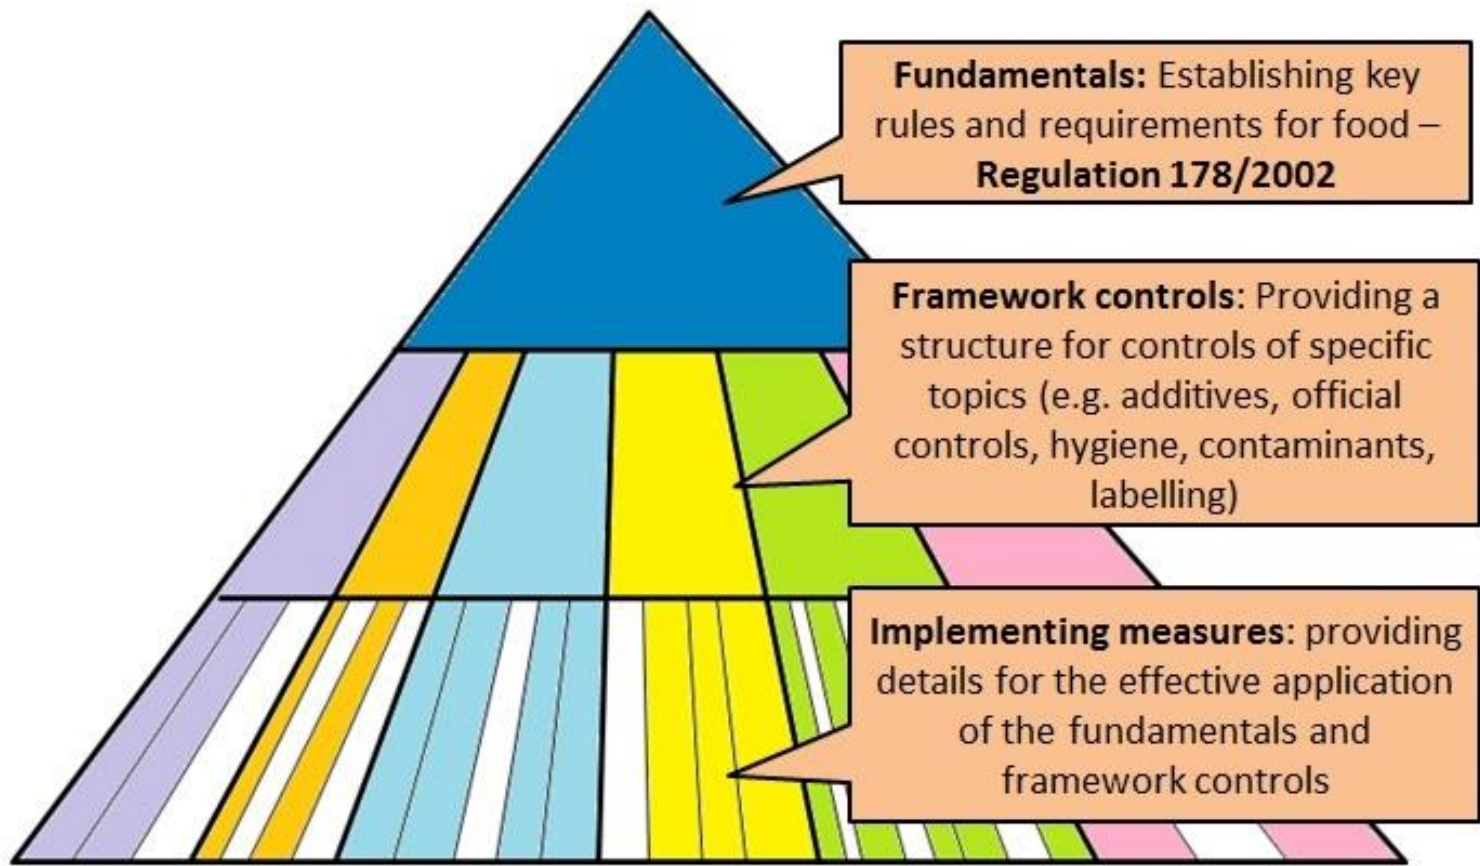 Fundamentals: Establishing key
rules and requirements for food –
Regulation 178/2002
Framework controls: Providing a
structure for controls of specific
topics (e.g. additives, official
controls, hygiene, contaminants,
labelling)
Implementing measures: providing
details for the effective application
of the fundamentals and
framework controls